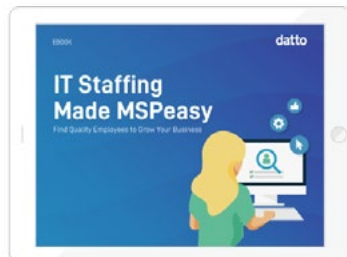 EBOOK
datto
IT Staffing
Made MSPeasy
Find Quality Employees to Grow Your Business